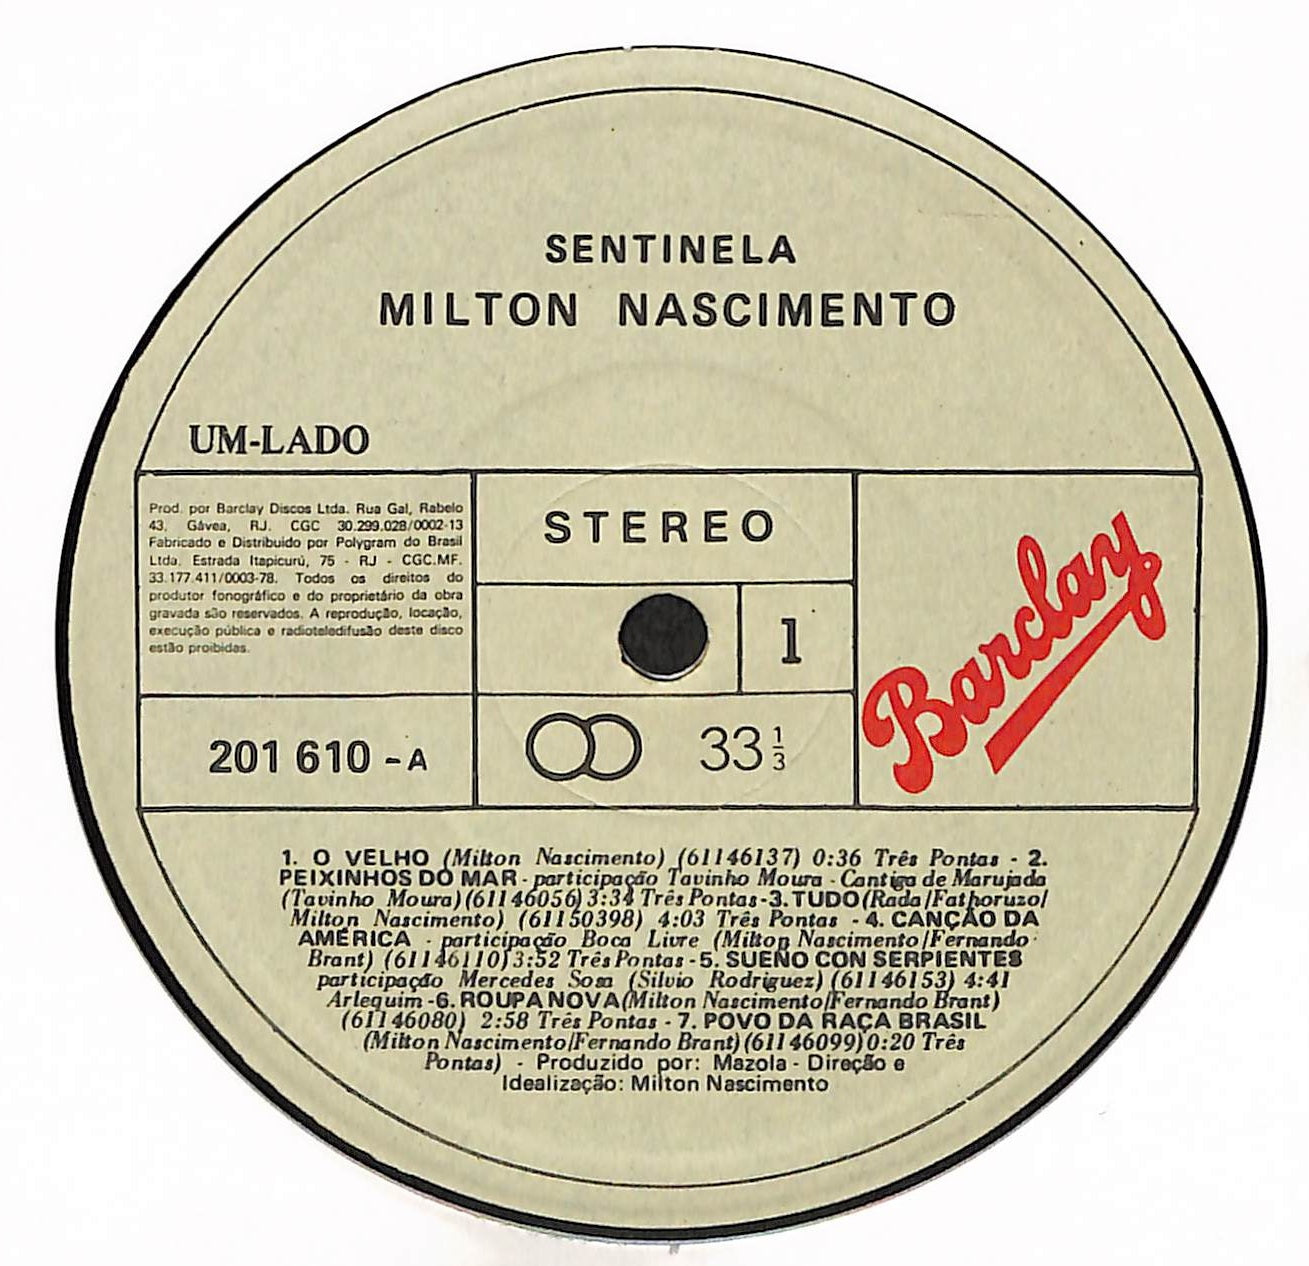 SENTINELA
MILTON NASCIMENTO
UM-LADO
Prod. por Barclay Discos Ltda. Rua Gal, Rabelo
43, Gávea, RJ. CGC 30.299.028/0002-13
Fabricado e Distribuido por Polygram do Brasil
Ltda. Estrada Itapicurú, 75 - RJ - CGC.MF.
33.177.411/0003-78. Todos os direitos do
produtor fonográfico e do proprietário da obra
gravada são reservados. A reprodução, locação,
execução pública e radioteledifusão deste disco
estão proibidas.
STEREO
1
Barclay
201 610 - A
33 1/3
1. O VELHO (Milton Nascimento) (61146137) 0:36 Três Pontas - 2.
PEIXINHOS DO MAR - participação Tavinho Moura - Cantiga de Marujada
(Tavinho Moura) (61146056) 3:34 Três Pontas - 3. TUDO (Rada/Fathoruzo/
Milton Nascimento) (61150398) 4:03 Três Pontas - 4. CANÇÃO DA
AMÉRICA - participação Boca Livre (Milton Nascimento/Fernando
Brant) (61146110) 3:52 Três Pontas - 5. SUEÑO CON SERPIENTES
participação Mercedes Sosa (Silvio Rodriguez) (61146153) 4:41
Arlequim - 6. ROUPA NOVA (Milton Nascimento/Fernando Brant)
(61146080) 2:58 Três Pontas - 7. POVO DA RAÇA BRASIL
(Milton Nascimento/Fernando Brant) (61146099) 0:20 Três
Pontas) - Produzido por: Mazola - Direção e
Idealização: Milton Nascimento